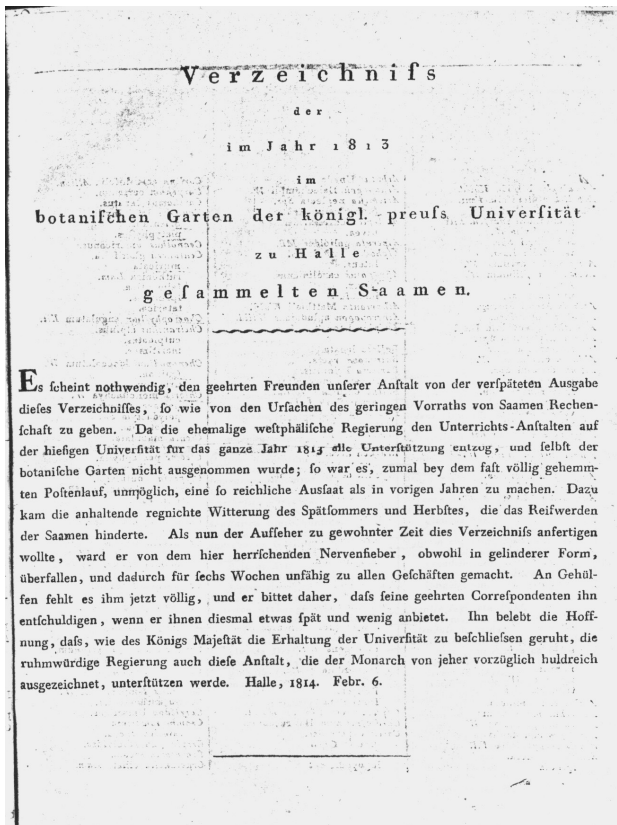 Verzeichniſs
der
im Jahr 1813
im
botaniſchen Garten der königl. preuſs Univerſität
zu Halle
geſammelten Saamen.
Es ſcheint nothwendig, den geehrten Freunden unſerer Anſtalt von der verſpäteten Ausgabe
dieſes Verzeichniſſes, ſo wie von den Urſachen des geringen Vorraths von Saamen Rechen-
ſchaft zu geben. Da die ehemalige weſtphäliſche Regierung den Unterrichts-Anſtalten auf
der hieſigen Univerſität für das ganze Jahr 1813 alle Unterſtützung entzog, und ſelbſt der
botaniſche Garten nicht ausgenommen wurde; ſo war es, zumal bey dem faſt völlig gehemm-
ten Poſtenlauf, unmöglich, eine ſo reichliche Ausſaat als in vorigen Jahren zu machen. Dazu
kam die anhaltende regnichte Witterung des Spätſommers und Herbſtes, die das Reifwerden
der Saamen hinderte. Als nun der Aufſeher zu gewohnter Zeit dies Verzeichniſs anfertigen
wollte, ward er von dem hier herrſchenden Nervenfieber, obwohl in gelinderer Form,
überfallen, und dadurch für ſechs Wochen unfähig zu allen Geſchäften gemacht. An Gehül-
fen fehlt es ihm jetzt völlig, und er bittet daher, daſs ſeine geehrten Correſpondenten ihn
entſchuldigen, wenn er ihnen diesmal etwas ſpät und wenig anbietet. Ihn belebt die Hoff-
nung, daſs, wie des Königs Majeſtät die Erhaltung der Univerſität zu beſchlieſsen geruht, die
ruhmwürdige Regierung auch dieſe Anſtalt, die der Monarch von jeher vorzüglich huldreich
ausgezeichnet, unterſtützen werde. Halle, 1814. Febr. 6.